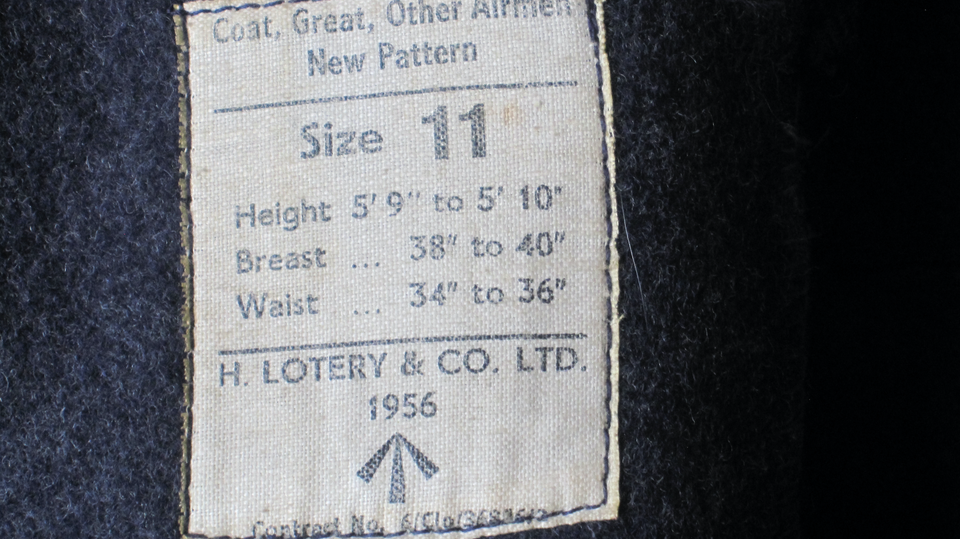 Coat, Great, Other Airmen
New Pattern
Size 11
Height 5' 9" to 5' 10"
Breast ... 38" to 40"
Waist ... 34" to 36"
H. LOTERY & CO. LTD.
1956
Contract No.